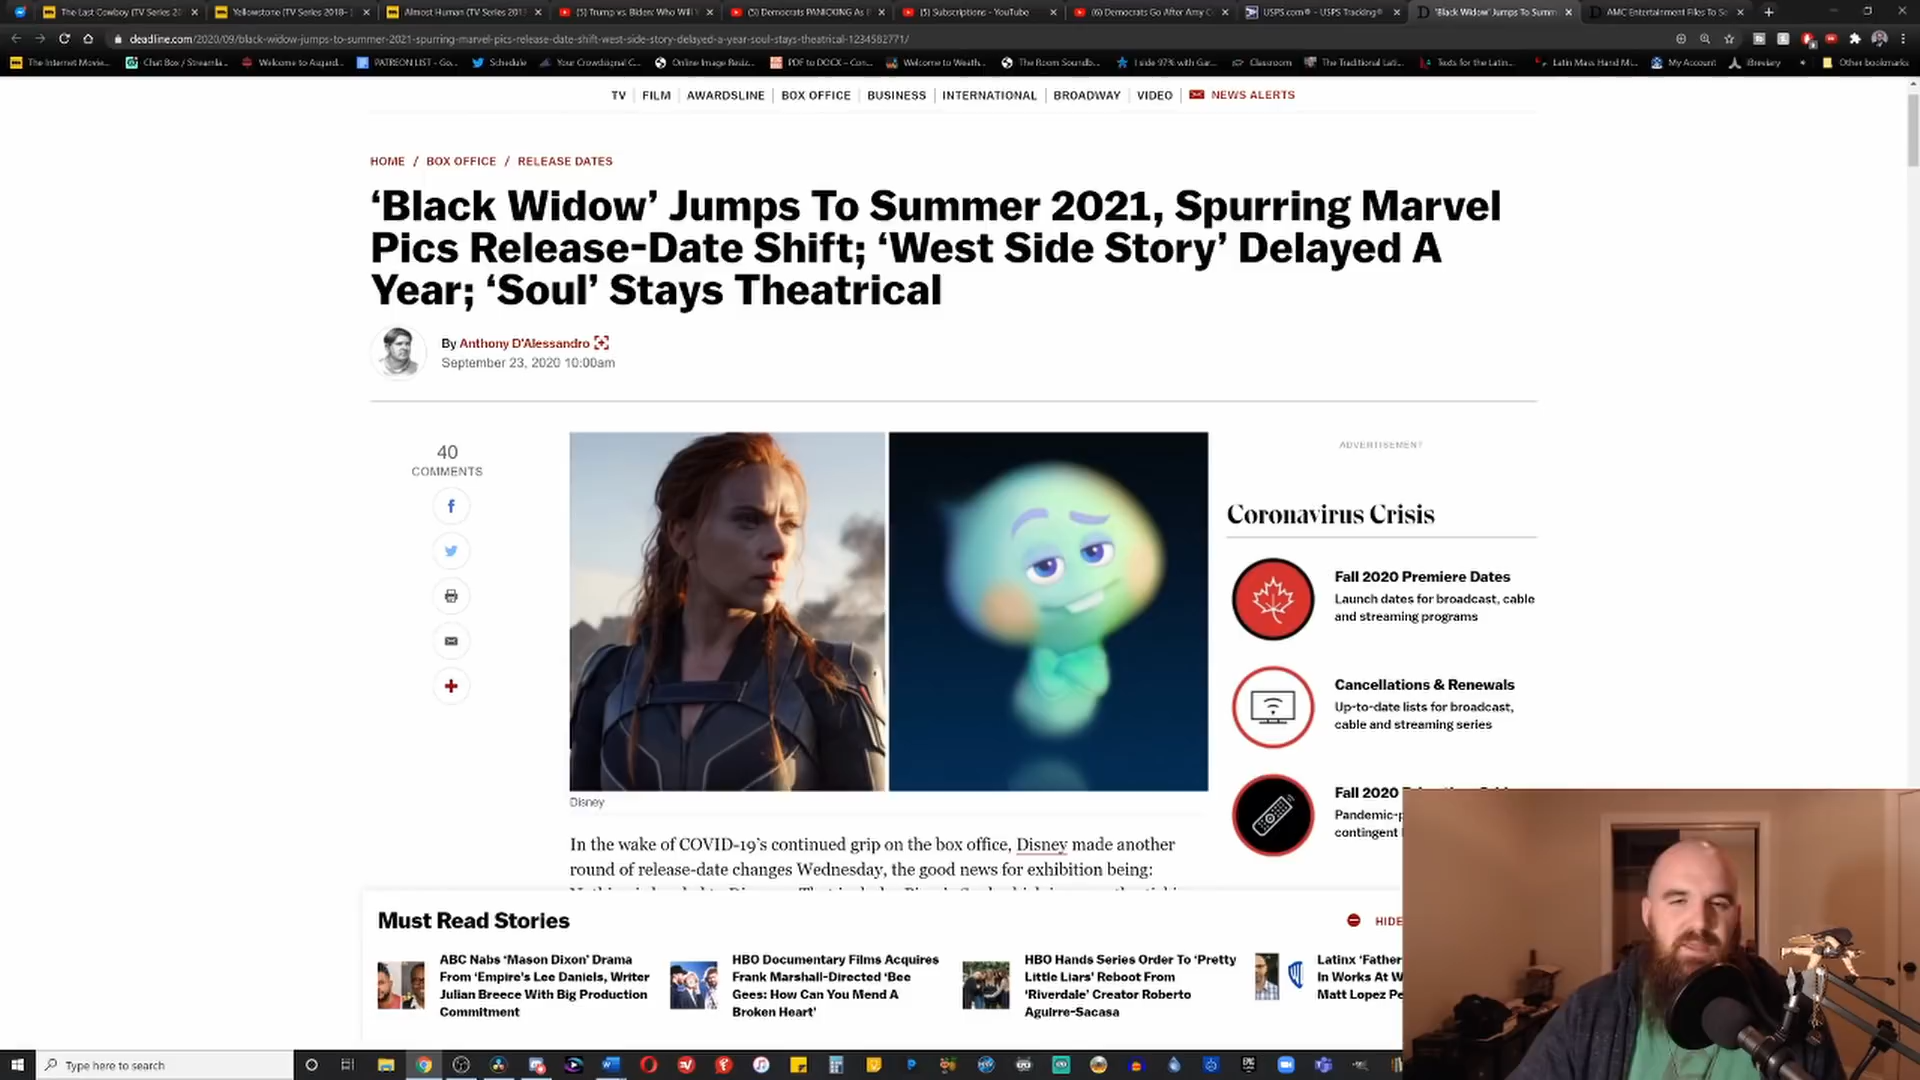 The Last Cowboy (TV Series 20
Yellowstone (TV Series 2018-
Almost Human (TV Series 2013
(5) Trump vs. Biden: Who Will
(5) Democrats PANICKING As
(5) Subscriptions - YouTube
(6) Democrats Go After Amy C
USPS.com® - USPS Tracking®
'Black Widow' Jumps To Summ
AMC Entertainment Files To Se
deadline.com/2020/09/black-widow-jumps-to-summer-2021-spurring-marvel-pics-release-date-shift-west-side-story-delayed-a-year-soul-stays-theatrical-1234582771/
The Internet Movie...
Chat Box / Streamla...
Welcome to Asgard...
PATREON LIST - Go...
Schedule
Your Crowdsignal C...
Online Image Resiz...
PDF to DOCX – Con...
Welcome to Weath...
The Room Soundb...
I side 97% with Gar...
Classroom
The Traditional Lati...
Texts for the Latin...
Latin Mass Hand M...
My Account
iBreviary
Other bookmarks
TV FILM AWARDSLINE BOX OFFICE BUSINESS INTERNATIONAL BROADWAY VIDEO NEWS ALERTS
HOME / BOX OFFICE / RELEASE DATES
‘Black Widow’ Jumps To Summer 2021, Spurring Marvel
Pics Release-Date Shift; ‘West Side Story’ Delayed A
Year; ‘Soul’ Stays Theatrical
By Anthony D'Alessandro
September 23, 2020 10:00am
40
COMMENTS
Disney
In the wake of COVID-19’s continued grip on the box office, Disney made another
round of release-date changes Wednesday, the good news for exhibition being:
ADVERTISEMENT
Coronavirus Crisis
Fall 2020 Premiere Dates
Launch dates for broadcast, cable
and streaming programs
Cancellations & Renewals
Up-to-date lists for broadcast,
cable and streaming series
Fall 2020
Pandemic-p
contingent
Must Read Stories
HIDE
ABC Nabs ‘Mason Dixon’ Drama
From ‘Empire’s Lee Daniels, Writer
Julian Breece With Big Production
Commitment
HBO Documentary Films Acquires
Frank Marshall-Directed ‘Bee
Gees: How Can You Mend A
Broken Heart’
HBO Hands Series Order To ‘Pretty
Little Liars’ Reboot From
‘Riverdale’ Creator Roberto
Aguirre-Sacasa
Latinx ‘Father
In Works At W
Matt Lopez Pe
Type here to search